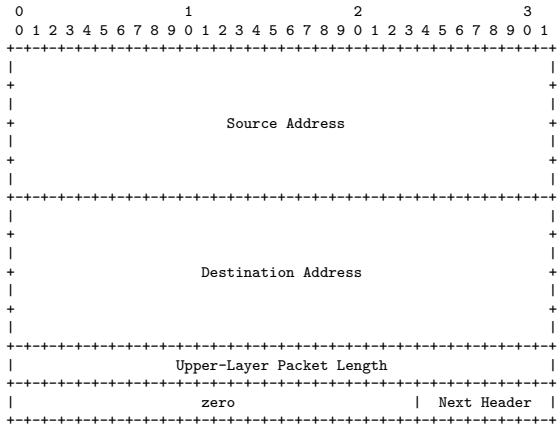 0                   1                   2                   3
 0 1 2 3 4 5 6 7 8 9 0 1 2 3 4 5 6 7 8 9 0 1 2 3 4 5 6 7 8 9 0 1
+-+-+-+-+-+-+-+-+-+-+-+-+-+-+-+-+-+-+-+-+-+-+-+-+-+-+-+-+-+-+-+-+
|                                                               |
+                                                               +
|                                                               |
+                         Source Address                        +
|                                                               |
+                                                               +
|                                                               |
+-+-+-+-+-+-+-+-+-+-+-+-+-+-+-+-+-+-+-+-+-+-+-+-+-+-+-+-+-+-+-+-+
|                                                               |
+                                                               +
|                                                               |
+                      Destination Address                      +
|                                                               |
+                                                               +
|                                                               |
+-+-+-+-+-+-+-+-+-+-+-+-+-+-+-+-+-+-+-+-+-+-+-+-+-+-+-+-+-+-+-+-+
|                   Upper-Layer Packet Length                   |
+-+-+-+-+-+-+-+-+-+-+-+-+-+-+-+-+-+-+-+-+-+-+-+-+-+-+-+-+-+-+-+-+
|                      zero                     |  Next Header  |
+-+-+-+-+-+-+-+-+-+-+-+-+-+-+-+-+-+-+-+-+-+-+-+-+-+-+-+-+-+-+-+-+